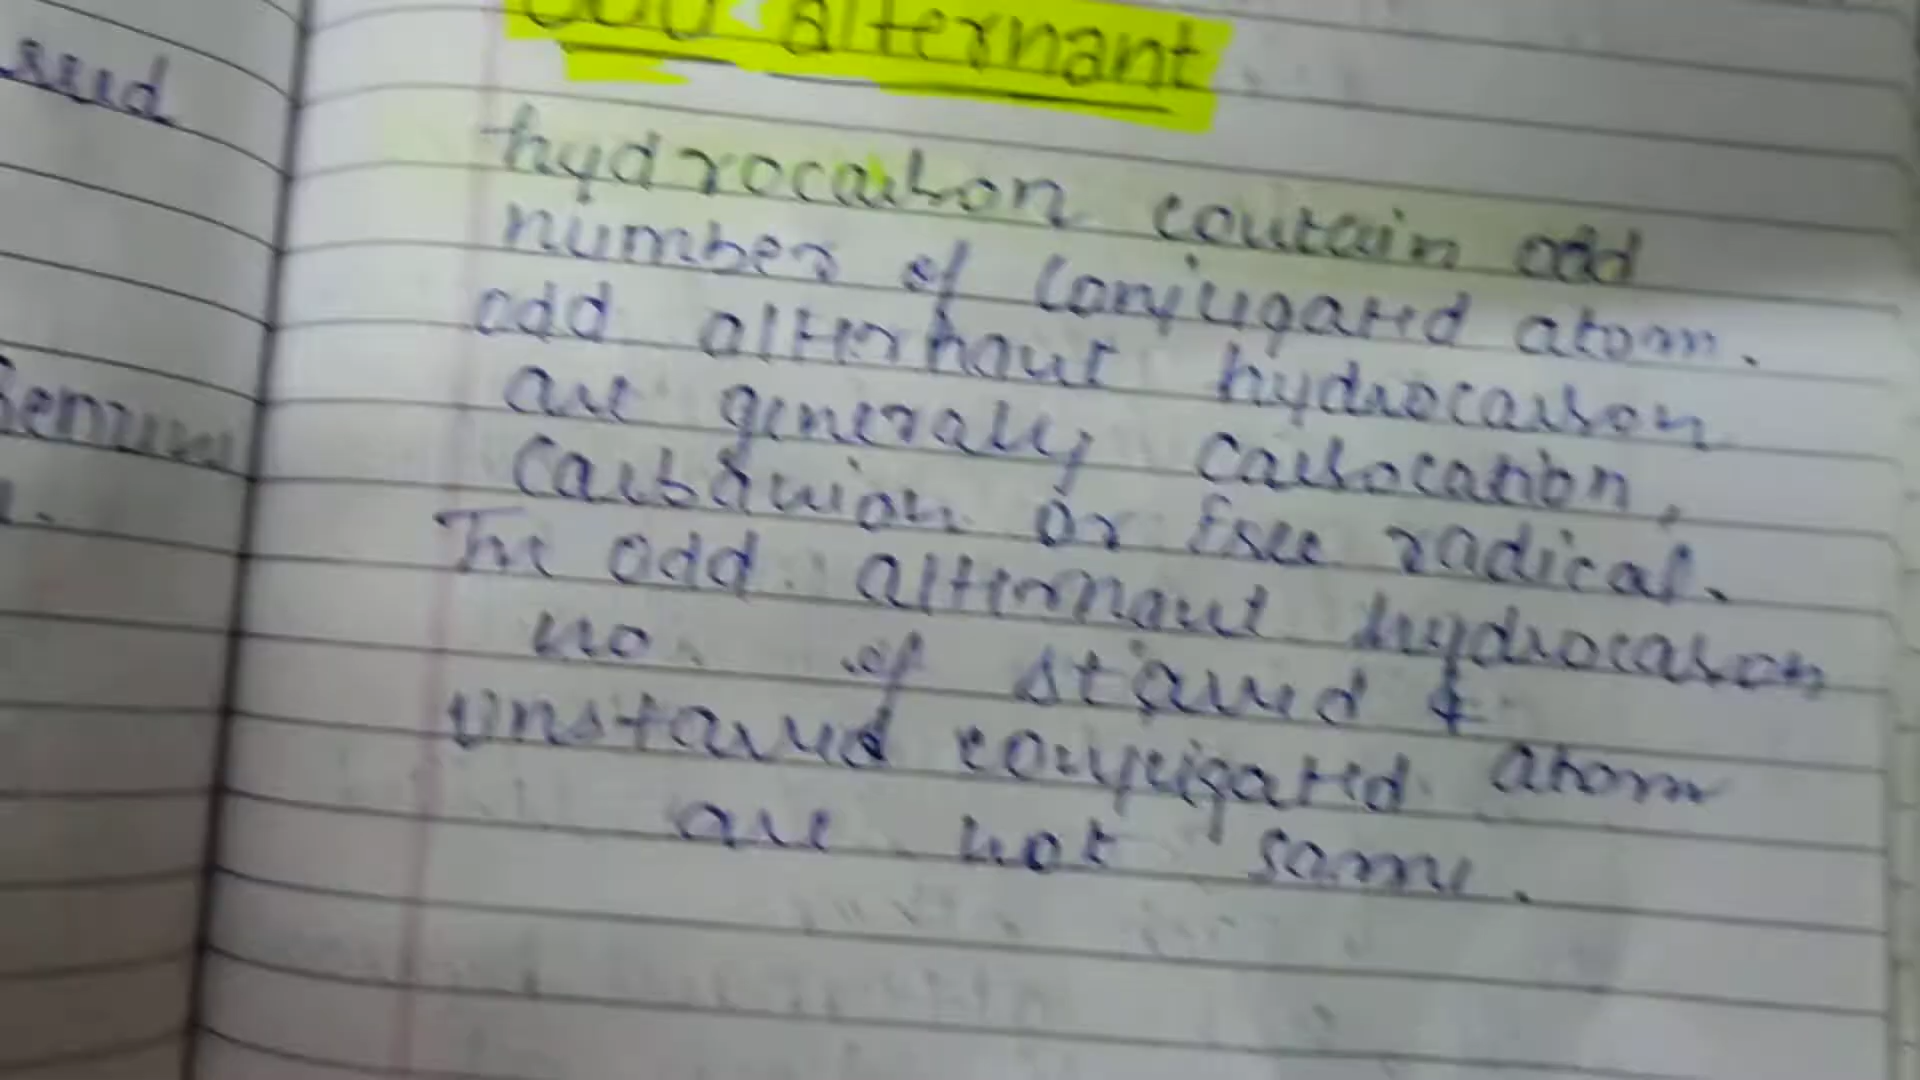 odd alternant
hydrocarbon contain odd
number of conjugated atom.
odd alternant hydrocarbon
are generally carbocation,
Carbanion or free radical.
The odd alternant hydrocarbon
no. of starred &
unstarred conjugated atom
are not same.